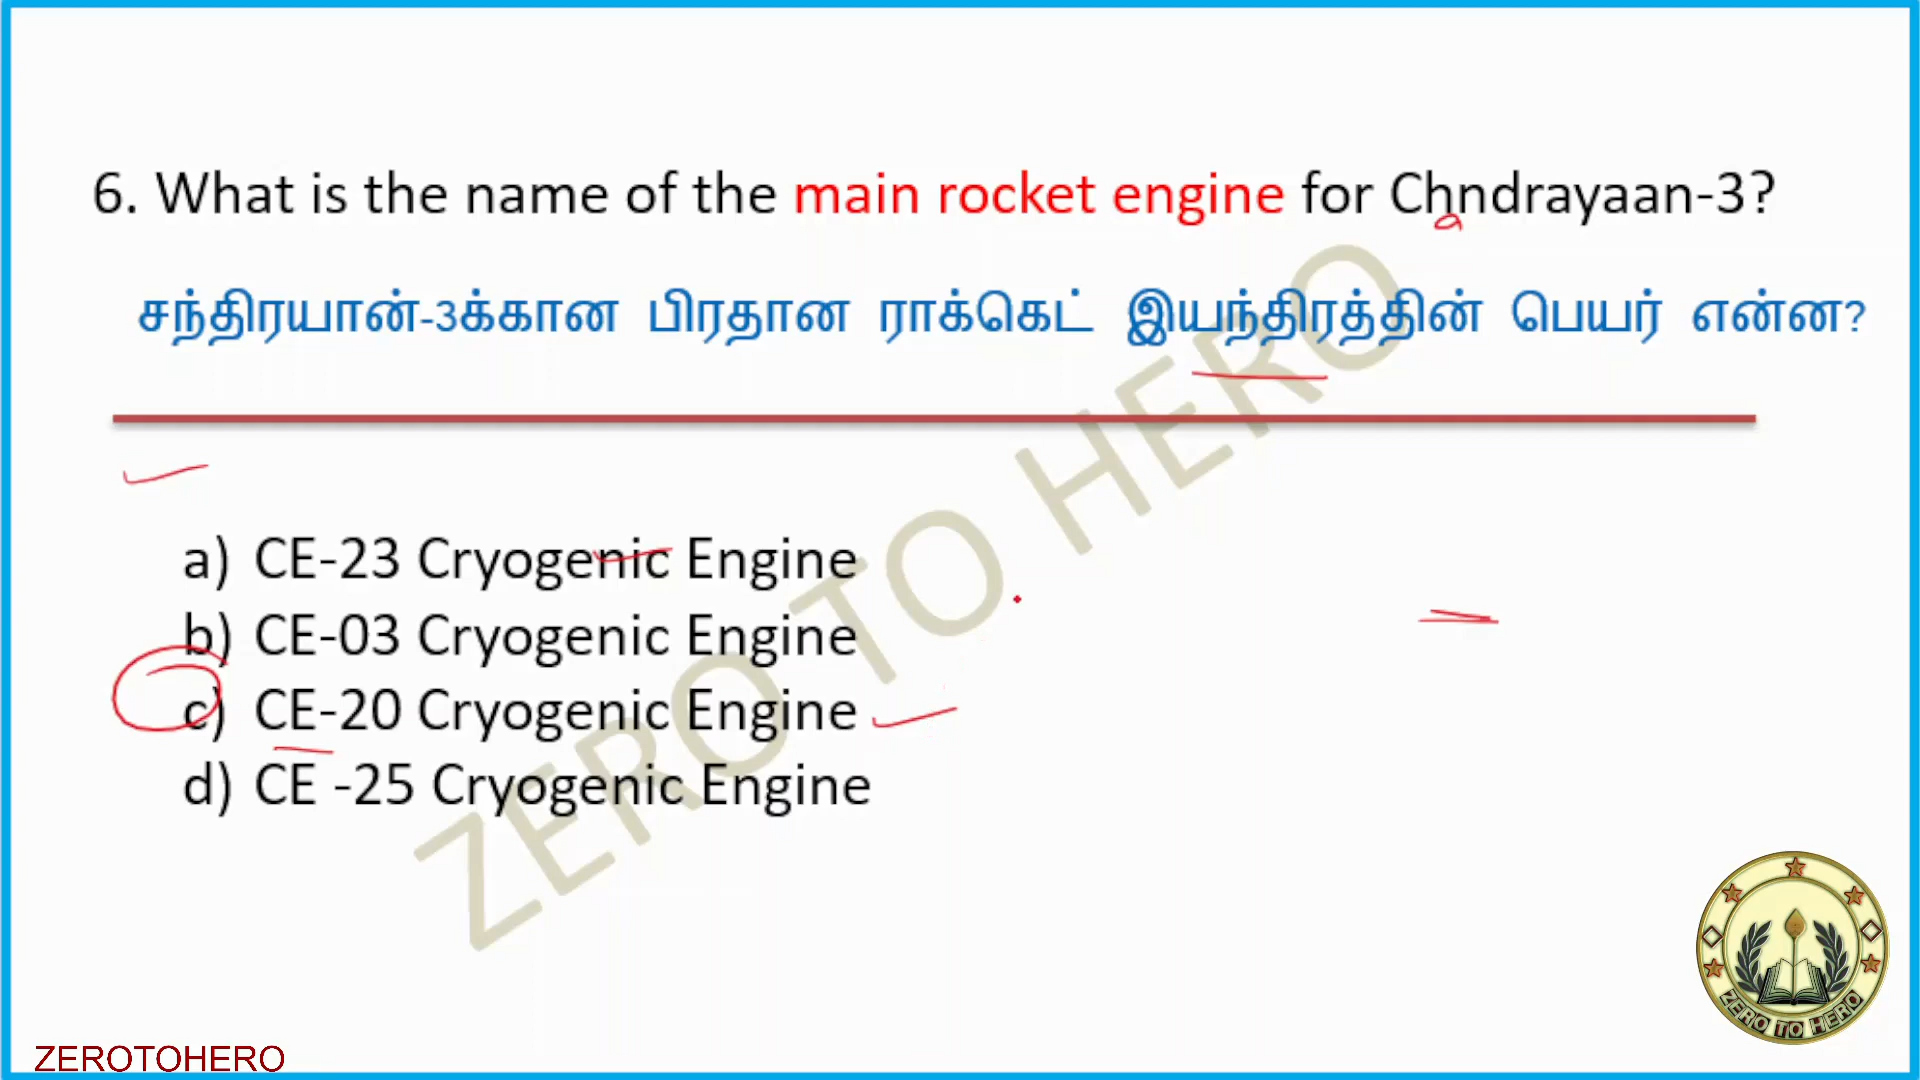 6. What is the name of the main rocket engine for Chndrayaan-3?
a
சந்திரயான்-3க்கான பிரதான ராக்கெட் இயந்திரத்தின் பெயர் என்ன?
a) CE-23 Cryogenic Engine
b) CE-03 Cryogenic Engine
c) CE-20 Cryogenic Engine
d) CE -25 Cryogenic Engine
ZERO TO HERO
ZERO TO HERO
ZEROTOHERO